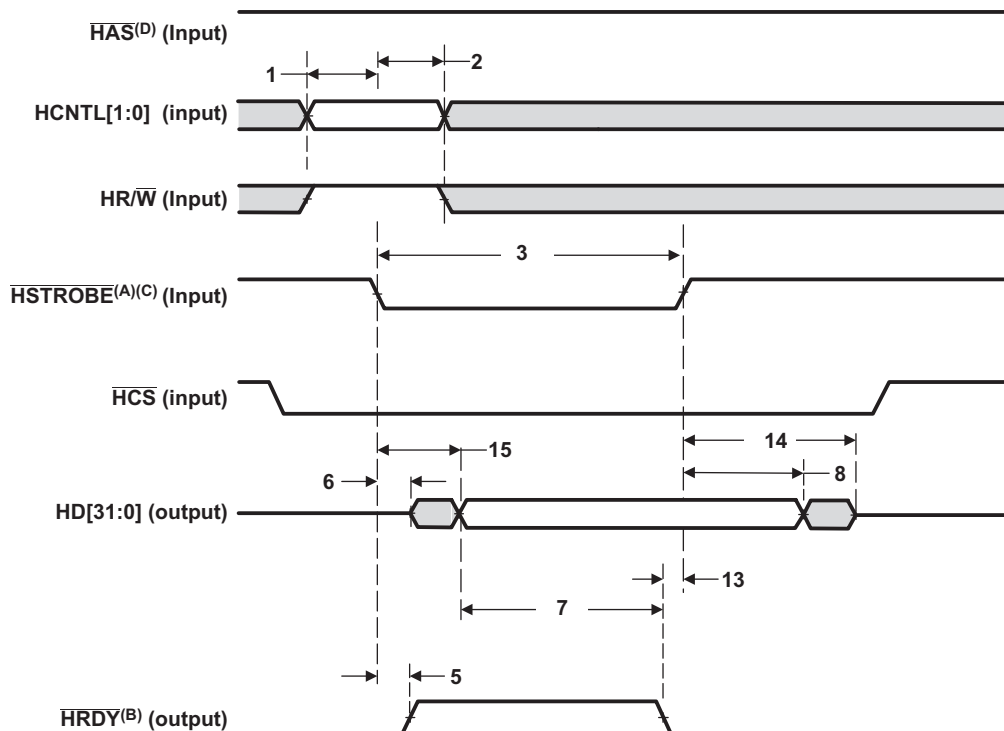 HAS(D) (Input)
1
2
HCNTL[1:0] (input)
HR/W (Input)
3
HSTROBE(A)(C) (Input)
HCS (input)
14
15
6
8
HD[31:0] (output)
13
7
5
HRDY(B) (output)